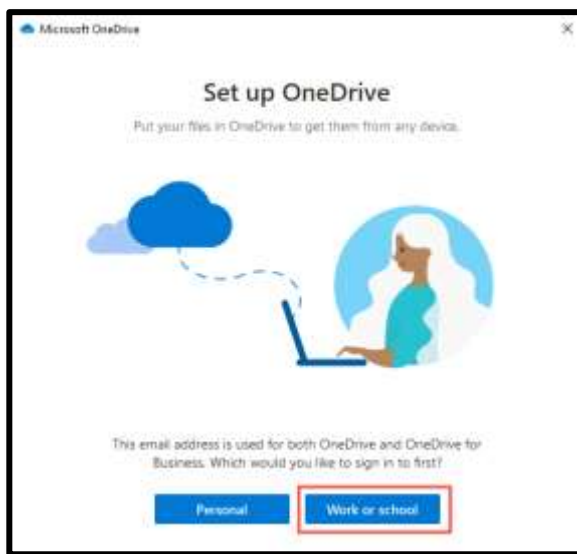 Microsoft OneDrive
Set up OneDrive
Put your files in OneDrive to get them from any device.
This email address is used for both OneDrive and OneDrive for
Business. Which would you like to sign in to first?
Personal
Work or school